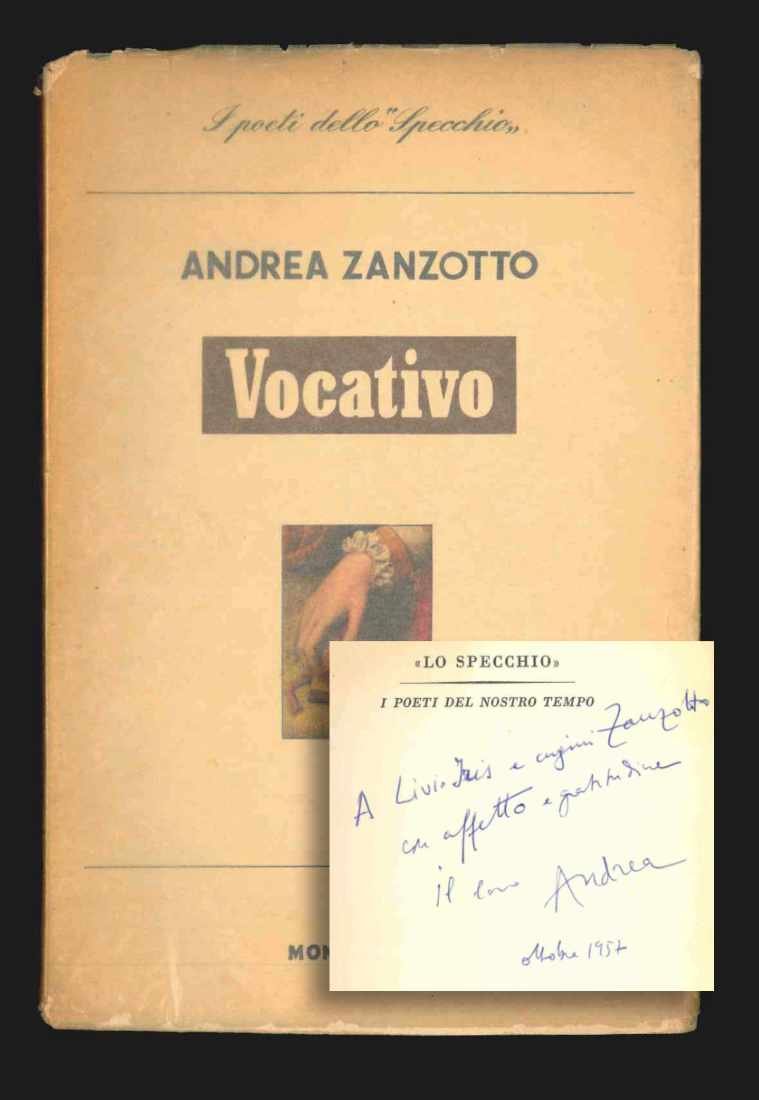 I poeti dello "Specchio„
ANDREA ZANZOTTO
Vocativo
MON
«LO SPECCHIO»
I POETI DEL NOSTRO TEMPO
A Livio Iris e cugini Zanzotto
con affetto e gratitudine
il loro Andrea
ottobre 1957